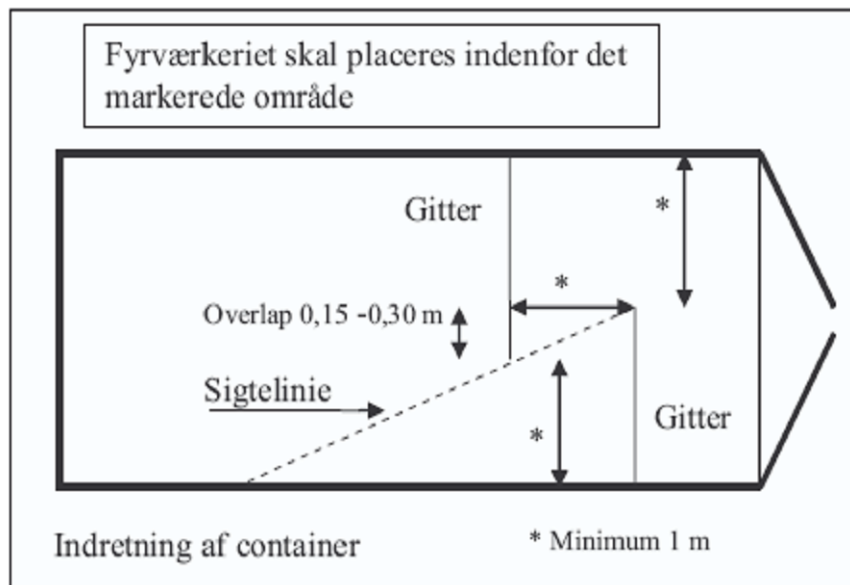 Fyrværkeriet skal placeres indenfor det
markerede område
Gitter
*
*
Overlap 0,15 -0,30 m
Sigtelinie
*
Gitter
Indretning af container
* Minimum 1 m